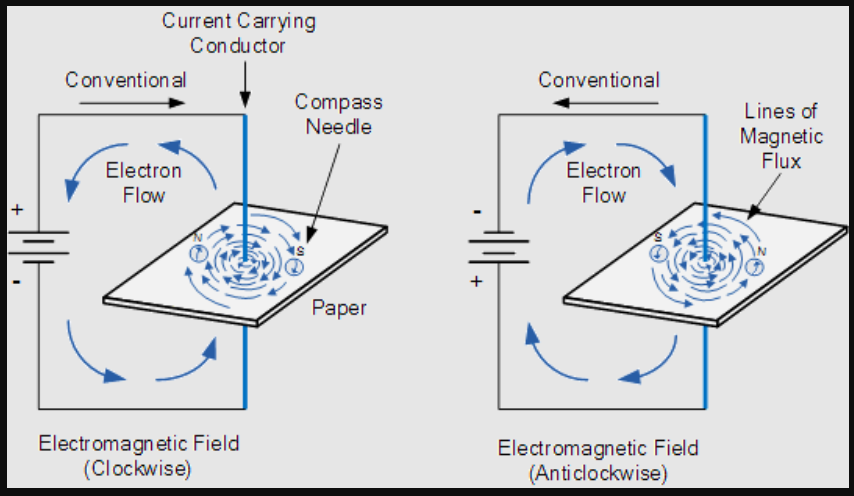 Current Carrying
Conductor
Conventional
Compass
Needle
Electron
Flow
+
-
N
S
Paper
Electromagnetic Field
(Clockwise)
Conventional
Lines of
Magnetic
Flux
Electron
Flow
-
+
S
N
Electromagnetic Field
(Anticlockwise)